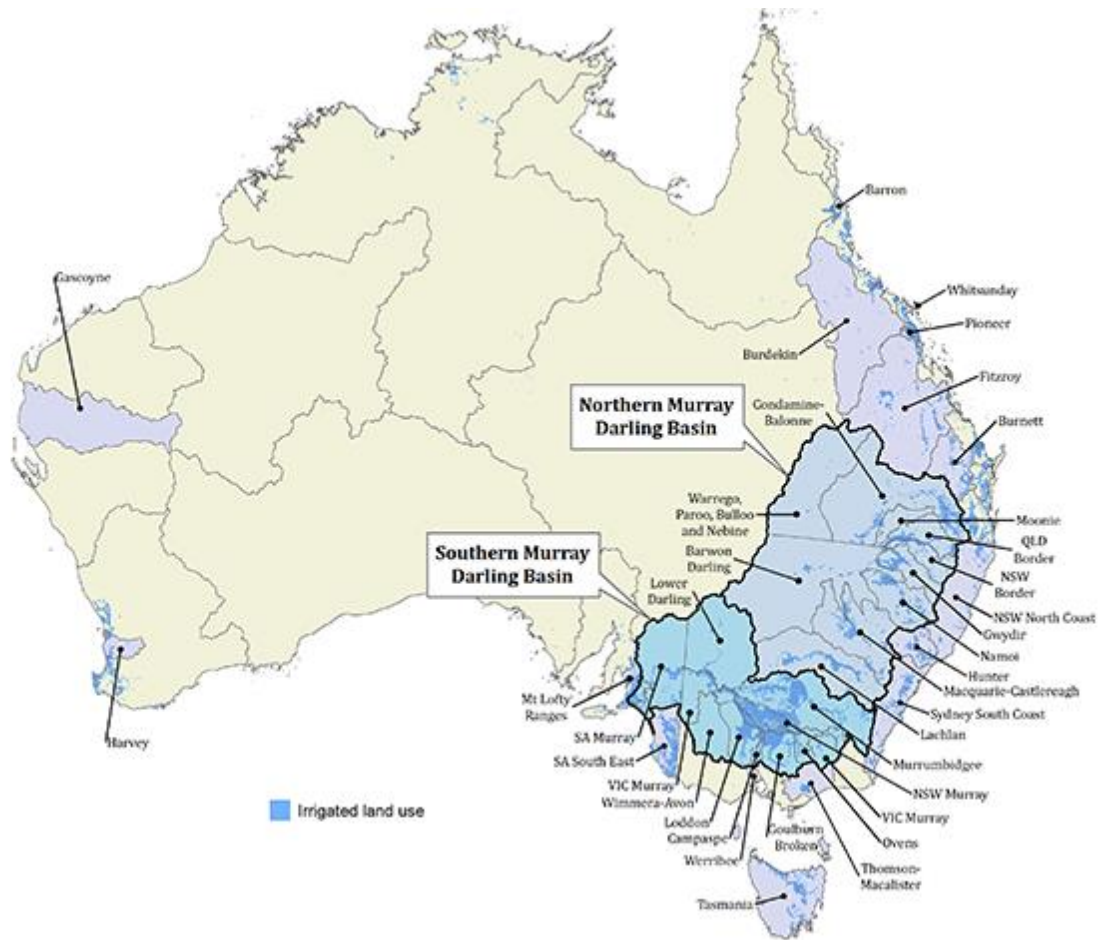 Barron
Gascoyne
Whitsunday
Pioneer
Burdekin
Fitzroy
Northern Murray
Darling Basin
Gondamine-
Balonne
Burnett
Warrego,
Paroo, Bulloo
and Nebine
Moonie
QLD
Border
Southern Murray
Darling Basin
Barwon
Darling
NSW
Border
Lower
Darling
NSW North Coast
Gwydir
Namoi
Hunter
Mt Lofty
Ranges
Macquarie-Castlereagh
Sydney South Coast
SA Murray
Lachlan
Harvey
SA South East
Murrumbidgee
VIC Murray
NSW Murray
Wimmera-Avon
Irrigated land use
VIC Murray
Loddon
Campaspe
Goulburn
Broken
Ovens
Werribee
Thomson-
Macalister
Tasmania